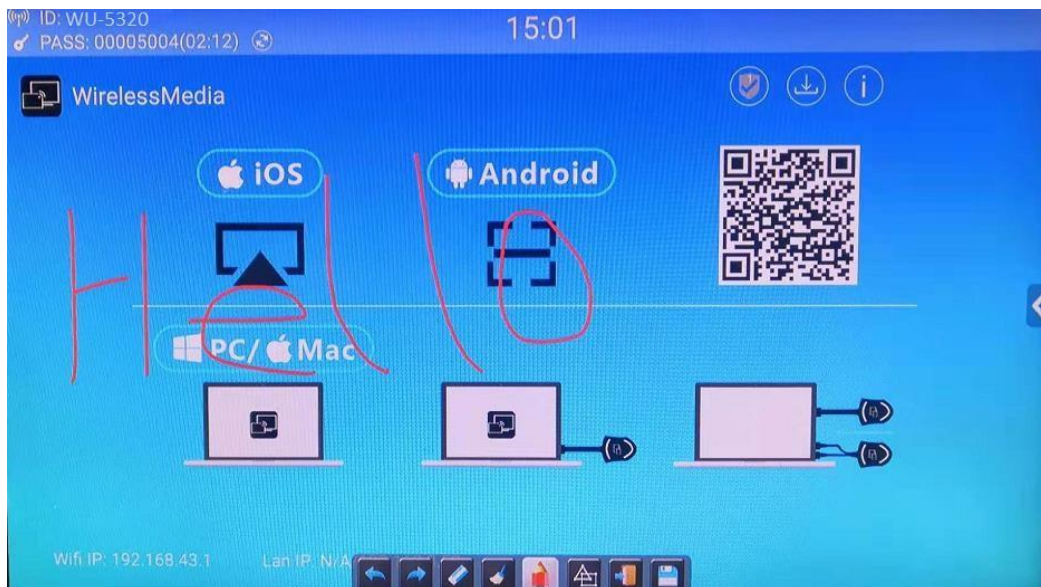 ID: WU-5320
15:01
PASS: 00005004(02:12)
WirelessMedia
iOS
Android
Hello
PC/ Mac
Wifi IP: 192.168.43.1 Lan IP: N/A